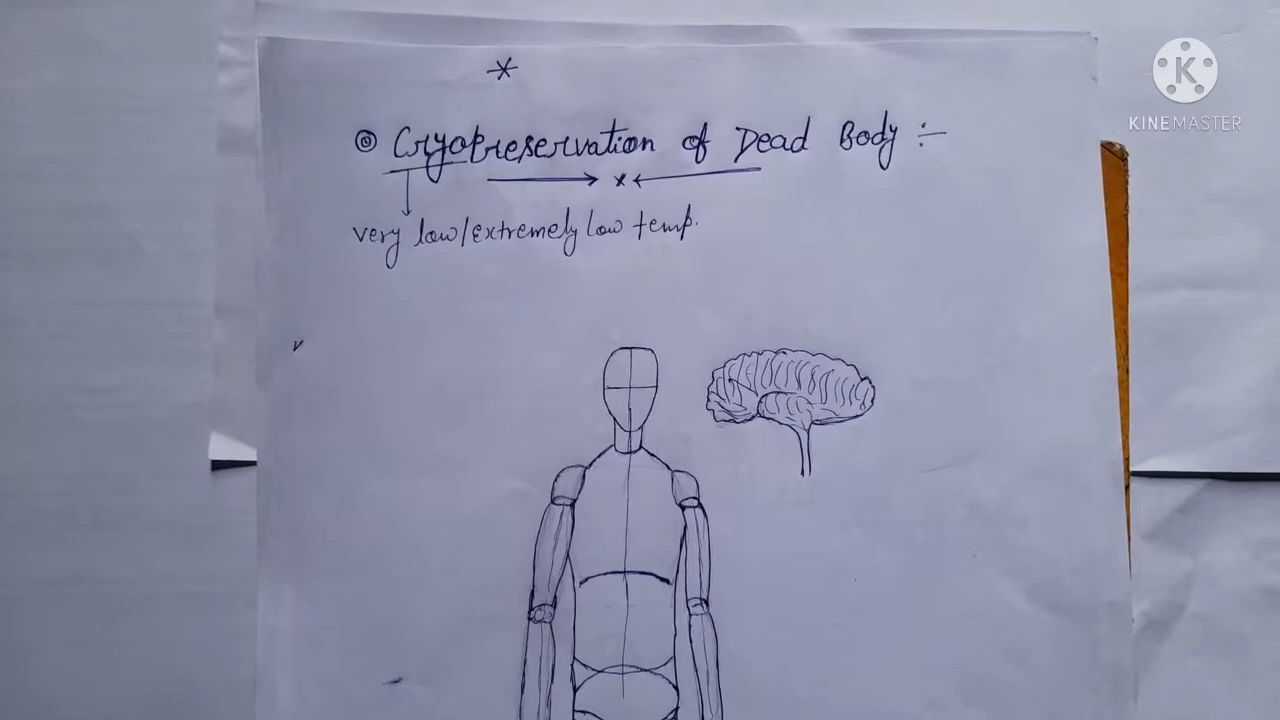 Cryopreservation of Dead Body :-
very low/extremely low temp.
K
KINEMASTER